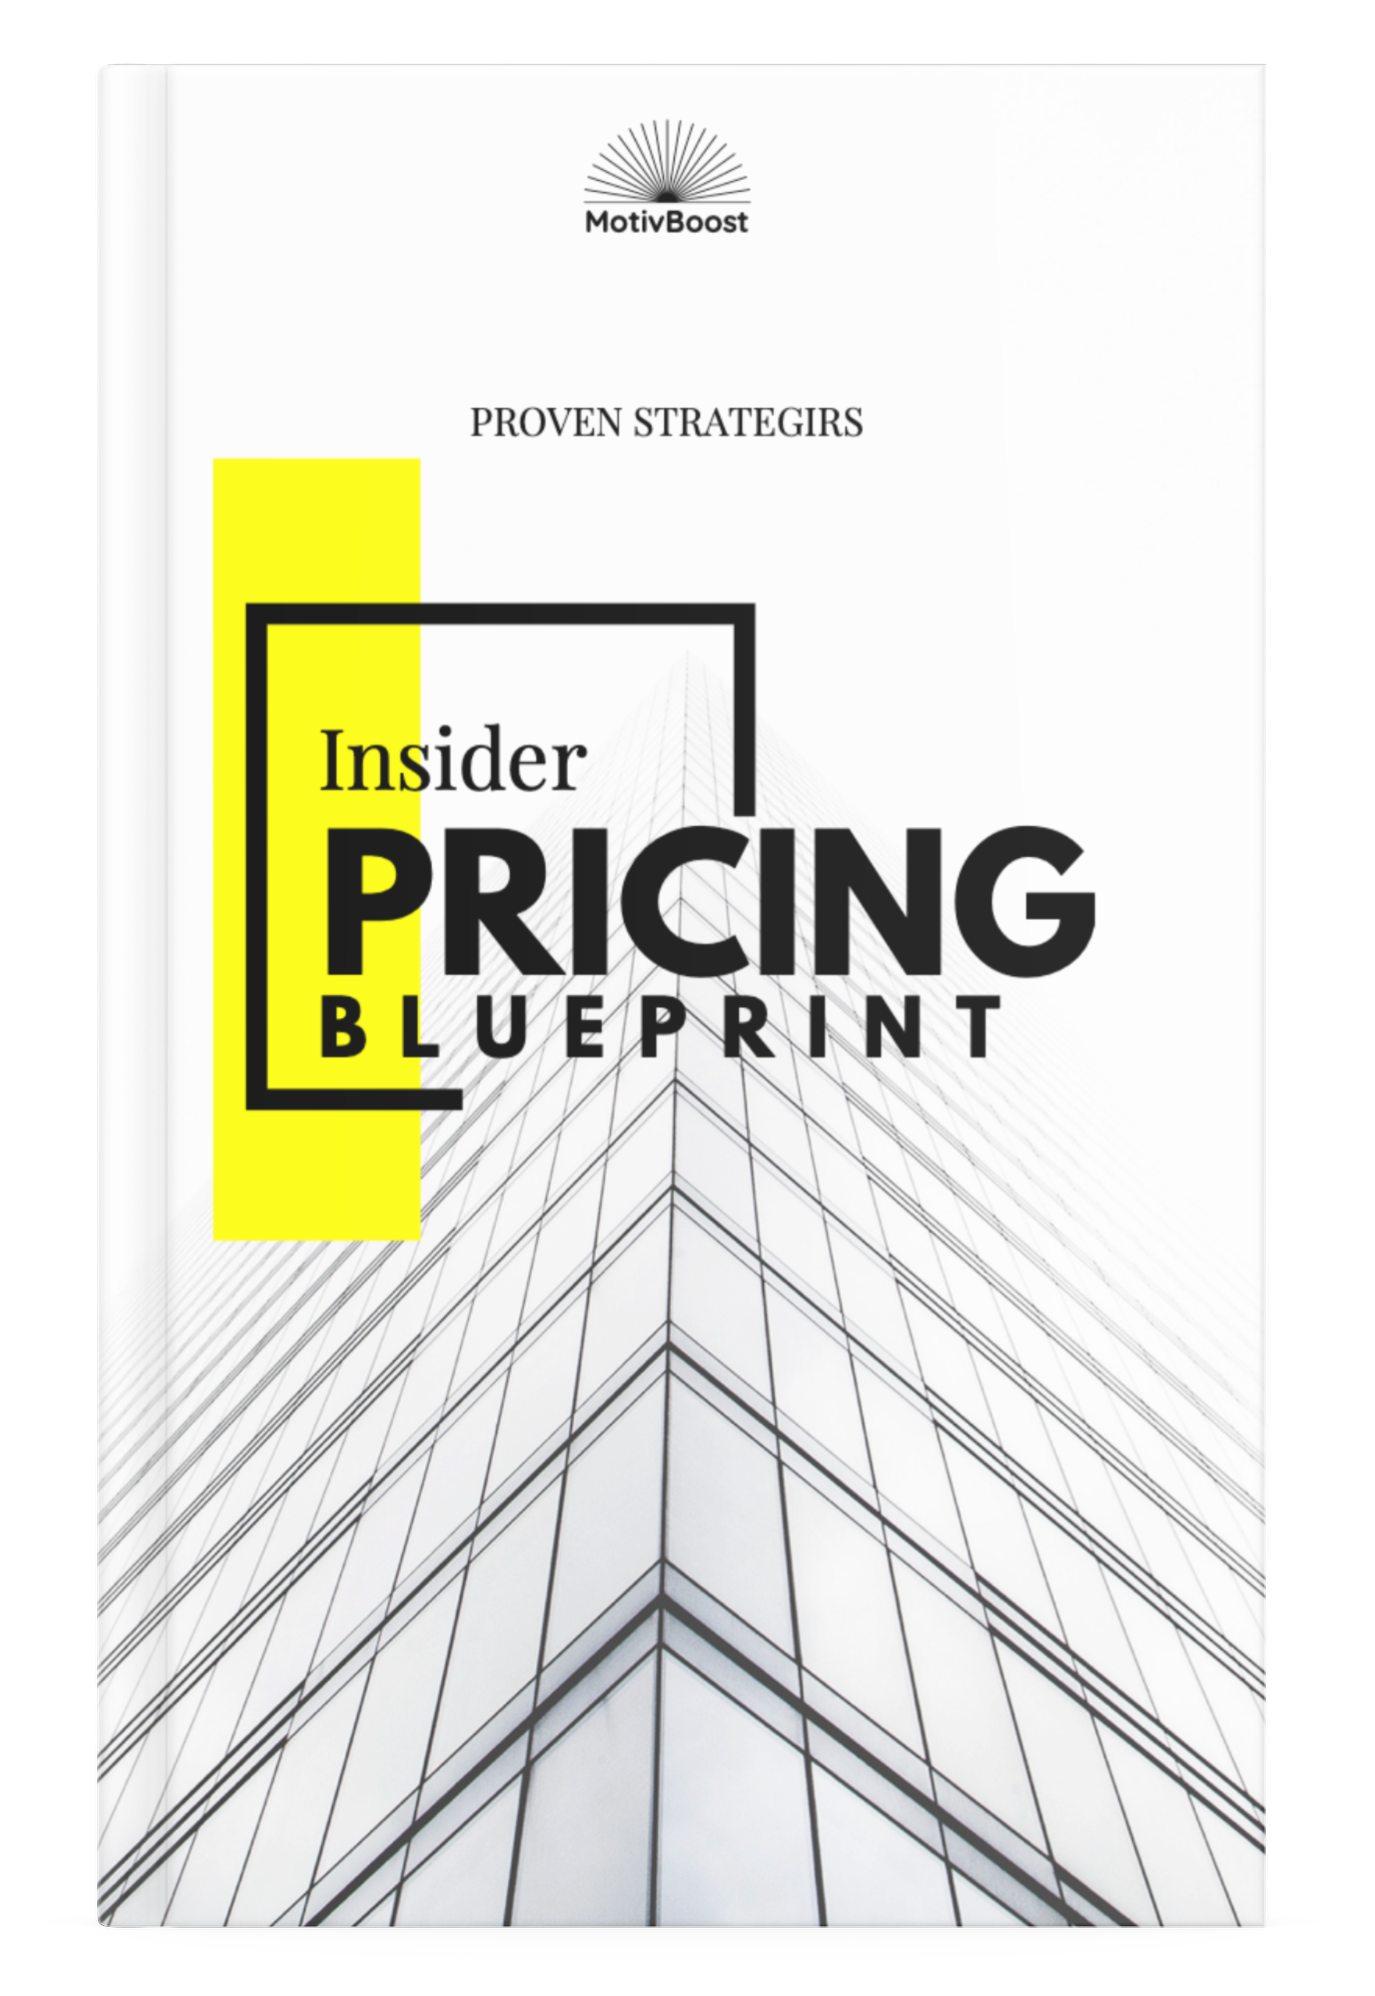 MotivBoost
PROVEN STRATEGIRS
Insider
PRICING
BLUEPRINT